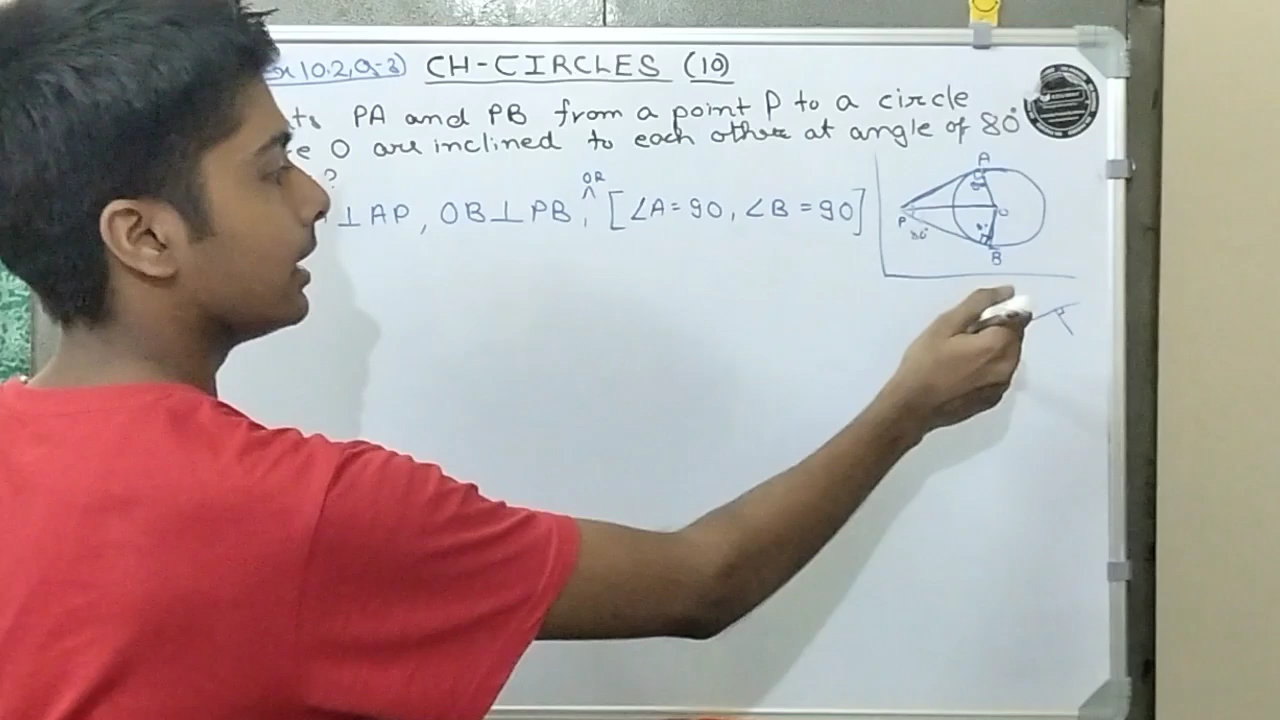 Ex 10.2, Q-3) CH-CIRCLES (10)
PA and PB from a point P to a circle
O are inclined to each other at angle of 80°
?
OR
⊥AP, OB⊥PB, [∠A=90, ∠B=90]
A
P
80°
O
B